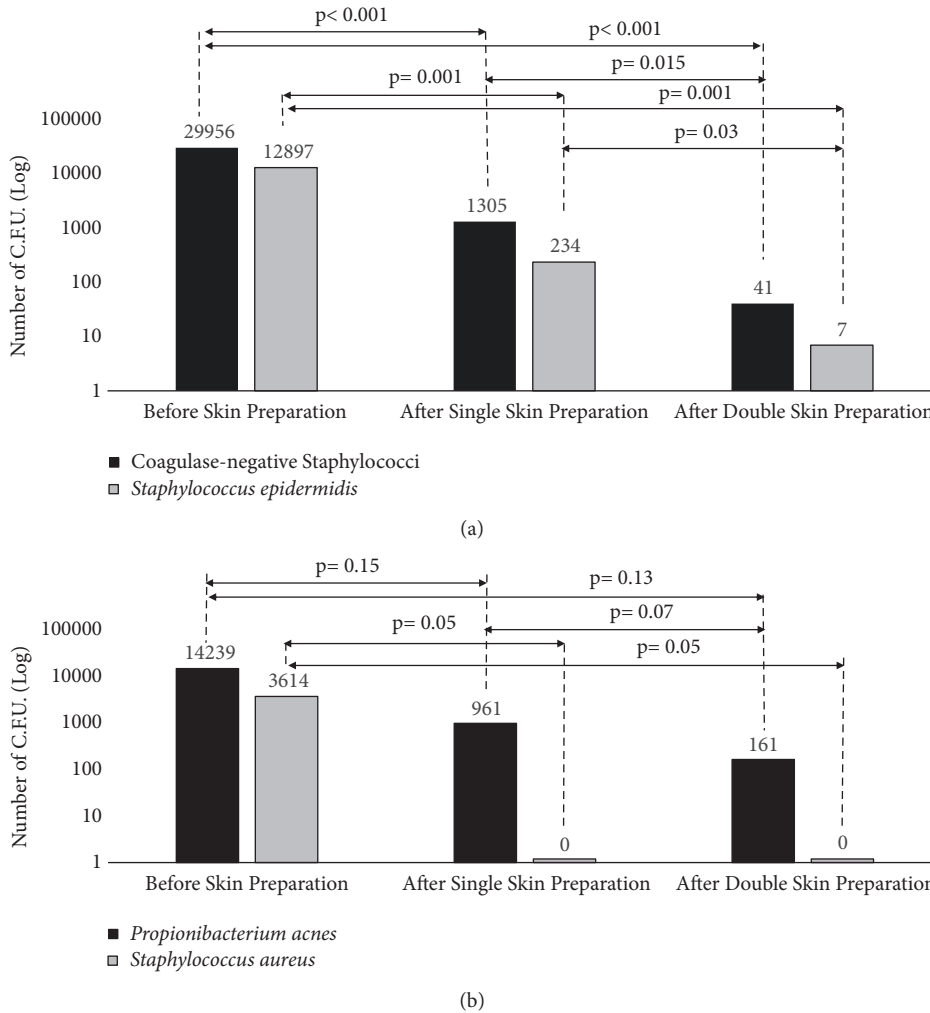 p< 0.001
p< 0.001
p= 0.015
p= 0.001
p= 0.001
p= 0.03
Number of C.F.U. (Log)
100000
10000
1000
100
10
1
29956
12897
1305
234
41
7
Before Skin Preparation
After Single Skin Preparation
After Double Skin Preparation
Coagulase-negative Staphylococci
Staphylococcus epidermidis
(a)
p= 0.15
p= 0.13
p= 0.07
p= 0.05
p= 0.05
Number of C.F.U. (Log)
100000
10000
1000
100
10
1
14239
3614
961
0
161
0
Before Skin Preparation
After Single Skin Preparation
After Double Skin Preparation
Propionibacterium acnes
Staphylococcus aureus
(b)